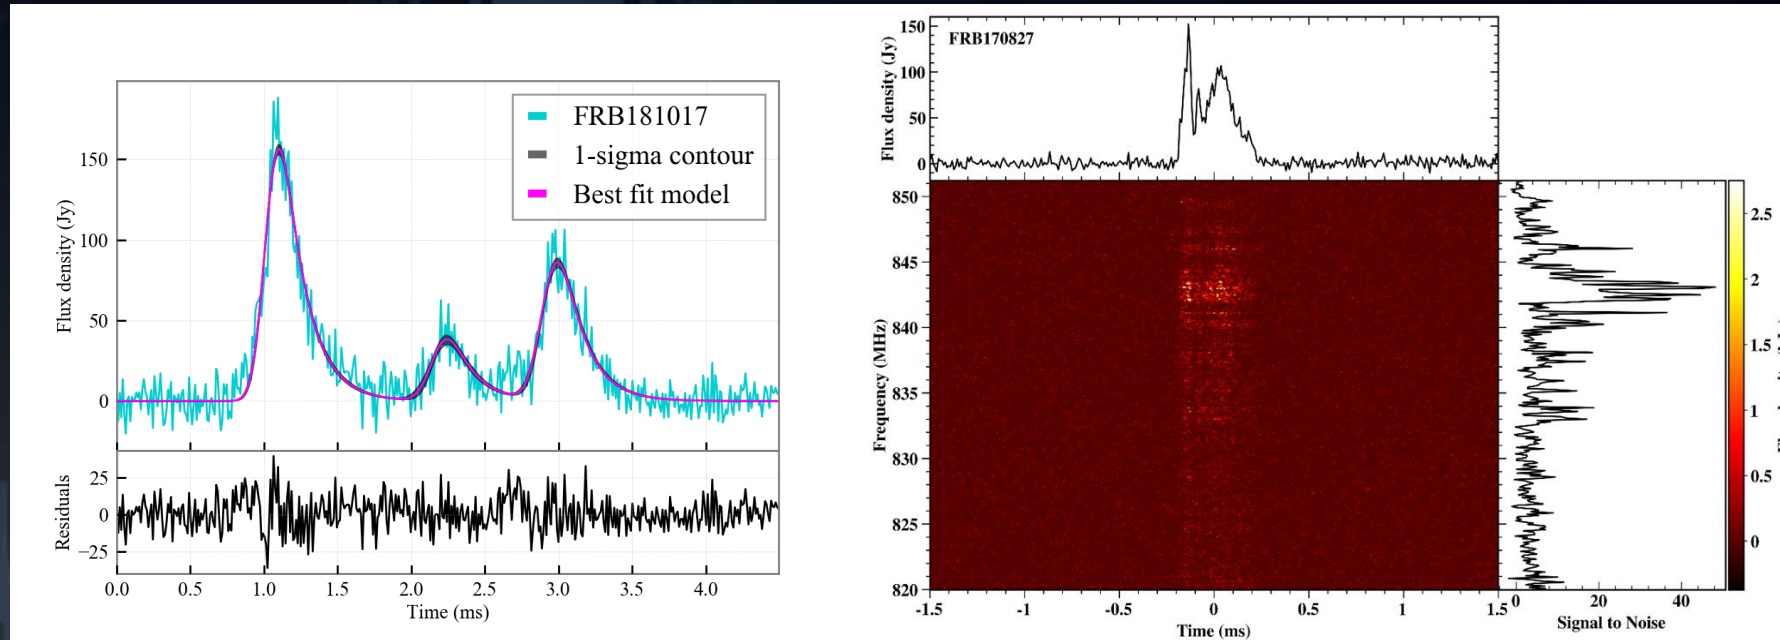 FRB181017
1-sigma contour
Best fit model
Flux density (Jy)
150
100
50
0
Residuals
25
0
−25
0.0 0.5 1.0 1.5 2.0 2.5 3.0 3.5 4.0
Time (ms)
FRB170827
Flux density (Jy)
150
100
50
0
Frequency (MHz)
850
845
840
835
830
825
820
-1.5 -1 -0.5 0 0.5 1 1.5
Time (ms)
0 20 40
Signal to Noise
2.5
2
1.5
1
0.5
0